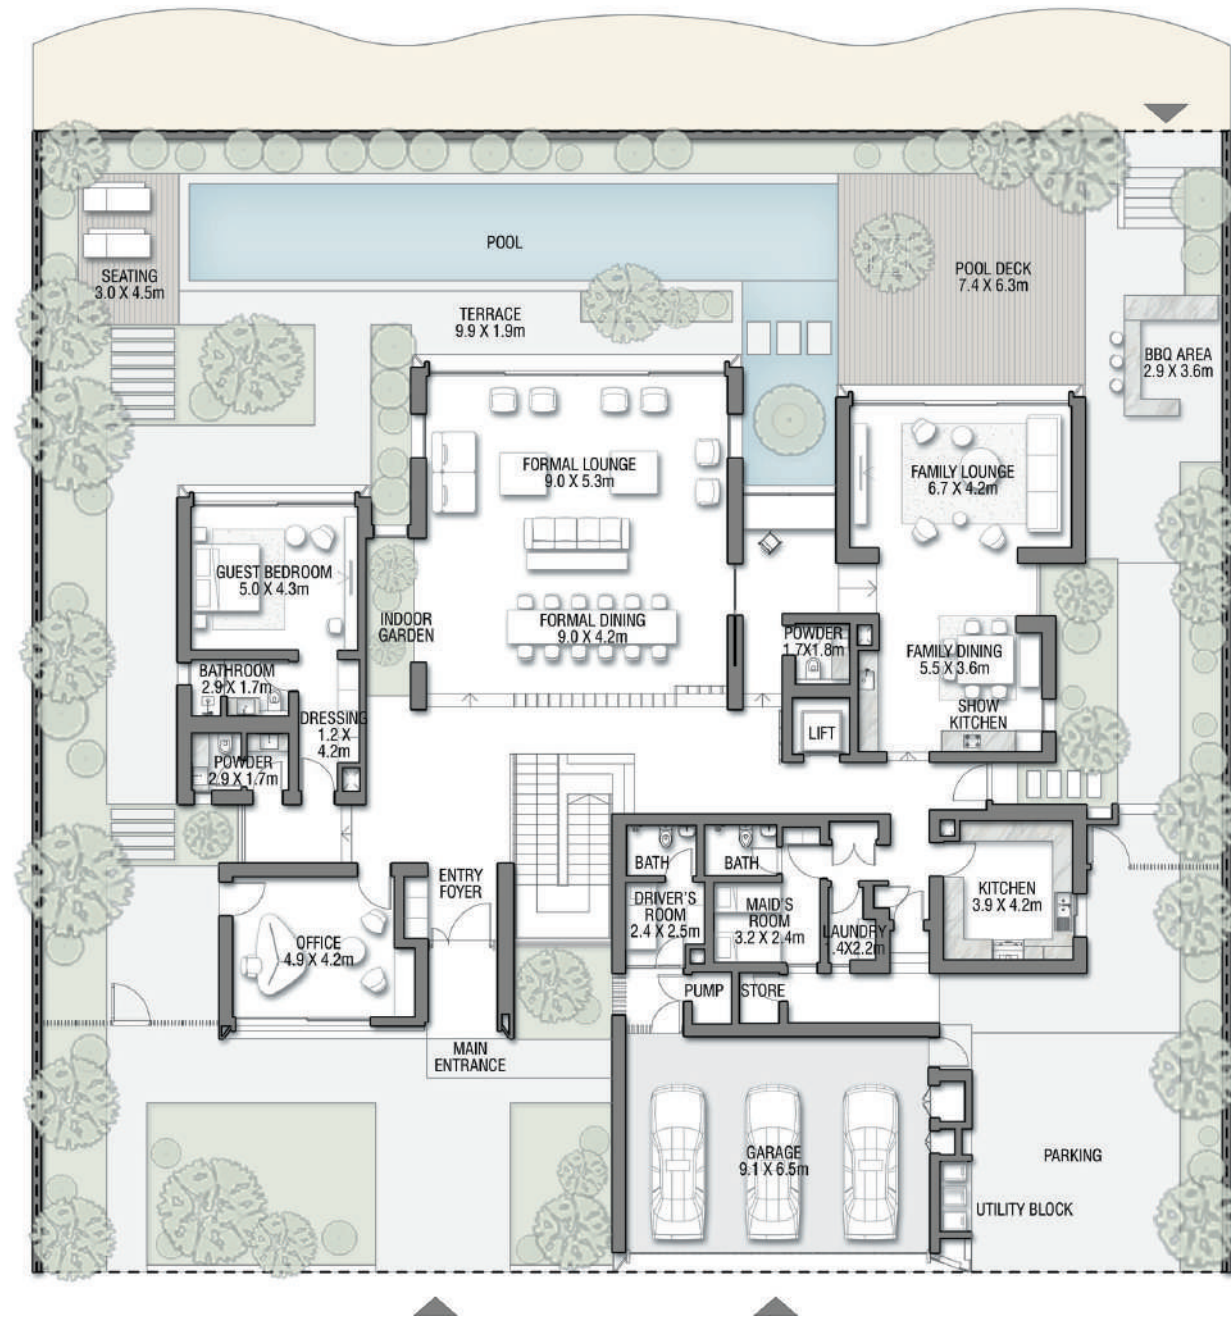 POOL
SEATING
3.0 X 4.5m
POOL DECK
7.4 X 6.3m
TERRACE
9.9 X 1.9m
BBQ AREA
2.9 X 3.6m
FORMAL LOUNGE
9.0 X 5.3m
FAMILY LOUNGE
6.7 X 4.2m
GUEST BEDROOM
5.0 X 4.3m
INDOOR
GARDEN
FORMAL DINING
9.0 X 4.2m
POWDER
1.7X1.8m
FAMILY DINING
5.5 X 3.6m
BATHROOM
2.9 X 1.7m
DRESSING
1.2 X
4.2m
SHOW
KITCHEN
LIFT
POWDER
2.9 X 1.7m
BATH
BATH
ENTRY
FOYER
KITCHEN
3.9 X 4.2m
DRIVER'S
ROOM
2.4 X 2.5m
MAID'S
ROOM
3.2 X 2.4m
LAUNDRY
1.4X2.2m
OFFICE
4.9 X 4.2m
PUMP
STORE
MAIN
ENTRANCE
GARAGE
9.1 X 6.5m
PARKING
UTILITY BLOCK